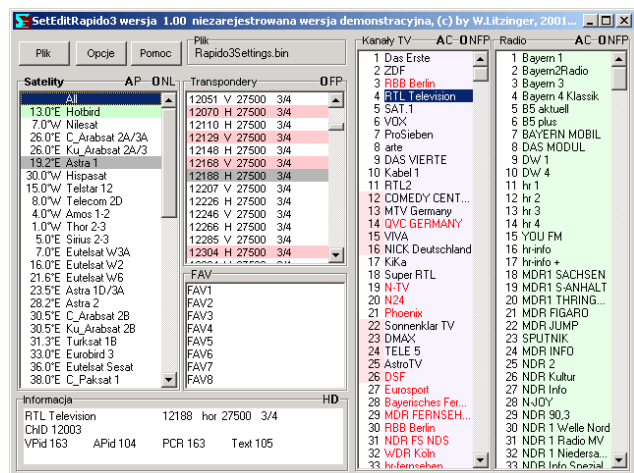 SetEditRapido3 wersja 1.00 niezarejestrowana wersja demonstracyjna, (c) by W.Litzinger, 2001...
Plik
Opcje
Pomoc
Plik
Rapido3Settings.bin
Satelity AP ONL
All
13.0°E Hotbird
7.0°W Nilesat
26.0°E C_Arabsat 2A/3A
26.0°E Ku_Arabsat 2A/3
19.2°E Astra 1
30.0°W Hispasat
15.0°W Telstar 12
8.0°W Telecom 2D
4.0°W Amos 1-2
1.0°W Thor 2-3
5.0°E Sirius 2-3
7.0°E Eutelsat W3A
16.0°E Eutelsat W2
21.6°E Eutelsat W6
23.5°E Astra 1D/3A
28.2°E Astra 2
30.5°E C_Arabsat 2B
30.5°E Ku_Arabsat 2B
31.3°E Turksat 1B
33.0°E Eurobird 3
36.0°E Eutelsat Sesat
38.0°E C_Paksat 1
Transpondery OFP
12051 V 27500 3/4
12070 H 27500 3/4
12110 H 27500 3/4
12129 V 27500 3/4
12148 H 27500 3/4
12168 V 27500 3/4
12188 H 27500 3/4
12207 V 27500 3/4
12226 H 27500 3/4
12246 V 27500 3/4
12266 H 27500 3/4
12285 V 27500 3/4
12304 H 27500 3/4
FAV
FAV1
FAV2
FAV3
FAV4
FAV5
FAV6
FAV7
FAV8
Informacja HD
RTL Television 12188 hor 27500 3/4
ChID 12003
VPid 163 APid 104 PCR 163 Text 105
Kanały TV AC ONFP
1 Das Erste
2 ZDF
3 RBB Berlin
4 RTL Television
5 SAT.1
6 VOX
7 ProSieben
8 arte
9 DAS VIERTE
10 Kabel 1
11 RTL2
12 COMEDY CENT...
13 MTV Germany
14 QVC GERMANY
15 VIVA
16 NICK Deutschland
17 KiKa
18 Super RTL
19 N-TV
20 N24
21 Phoenix
22 Sonnenklar TV
23 DMAX
24 TELE 5
25 AstroTV
26 DSF
27 Eurosport
28 Bayerisches Fer...
29 MDR FERNSEH...
30 RBB Berlin
31 NDR FS NDS
32 WDR Köln
33 hr-fernsehen
Radio AC ONFP
1 Bayern 1
2 Bayern2Radio
3 Bayern 3
4 Bayern 4 Klassik
5 B5 aktuell
6 B5 plus
7 BAYERN MOBIL
8 DAS MODUL
9 DW 1
10 DW 4
11 hr 1
12 hr 2
13 hr 3
14 hr 4
15 YOU FM
16 hr-info
17 hr-info +
18 MDR1 SACHSEN
19 MDR1 S-ANHALT
20 MDR1 THRING...
21 MDR FIGARO
22 MDR JUMP
23 SPUTNIK
24 MDR INFO
25 NDR 2
26 NDR Kultur
27 NDR Info
28 N-JOY
29 NDR 90,3
30 NDR 1 Welle Nord
31 NDR 1 Radio MV
32 NDR 1 Niedersa...
33 NDR Info Spezial